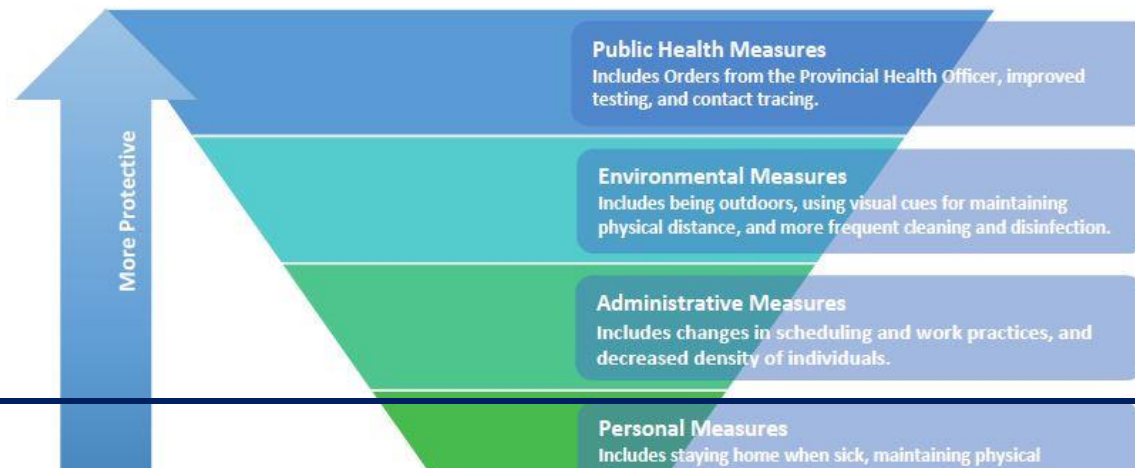 More Protective
Public Health Measures
Includes Orders from the Provincial Health Officer, improved
testing, and contact tracing.
Environmental Measures
Includes being outdoors, using visual cues for maintaining
physical distance, and more frequent cleaning and disinfection.
Administrative Measures
Includes changes in scheduling and work practices, and
decreased density of individuals.
Personal Measures
Includes staying home when sick, maintaining physical